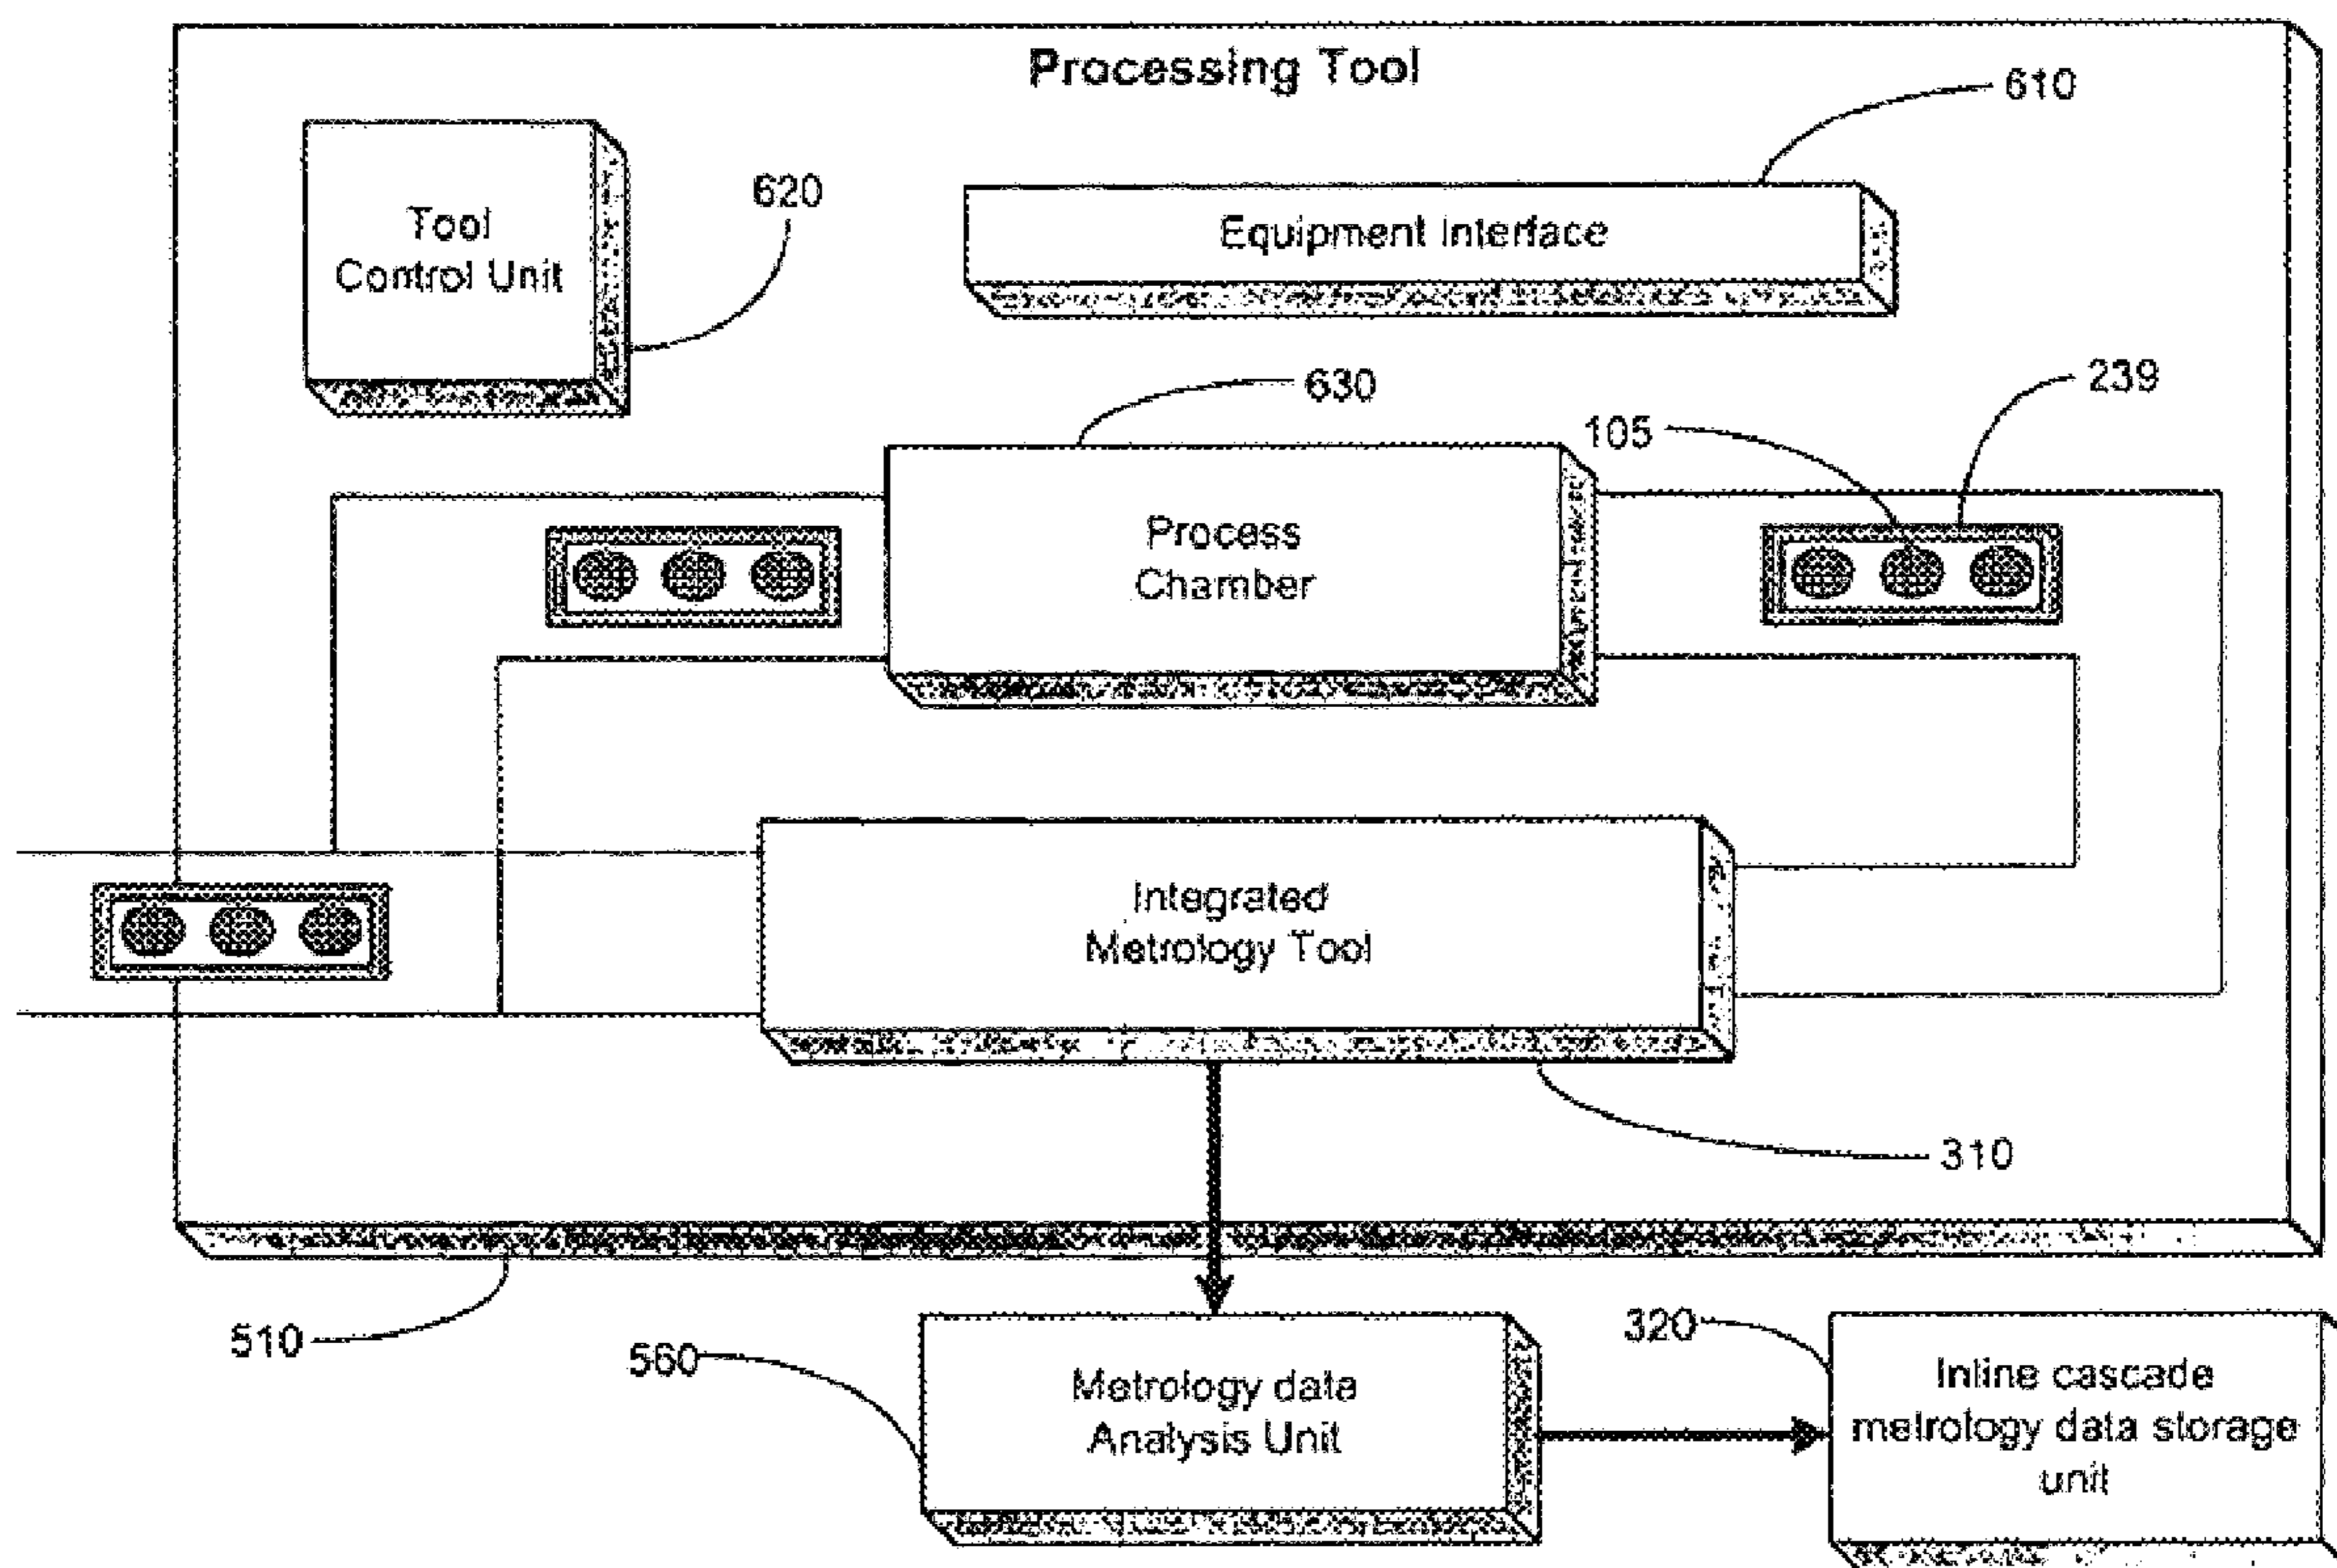 Processing Tool
610
Tool
Control Unit
620
Equipment Interface
630
239
105
Process
Chamber
Integrated
Metrology Tool
310
510
560
320
Metrology data
Analysis Unit
Inline cascade
metrology data storage
unit